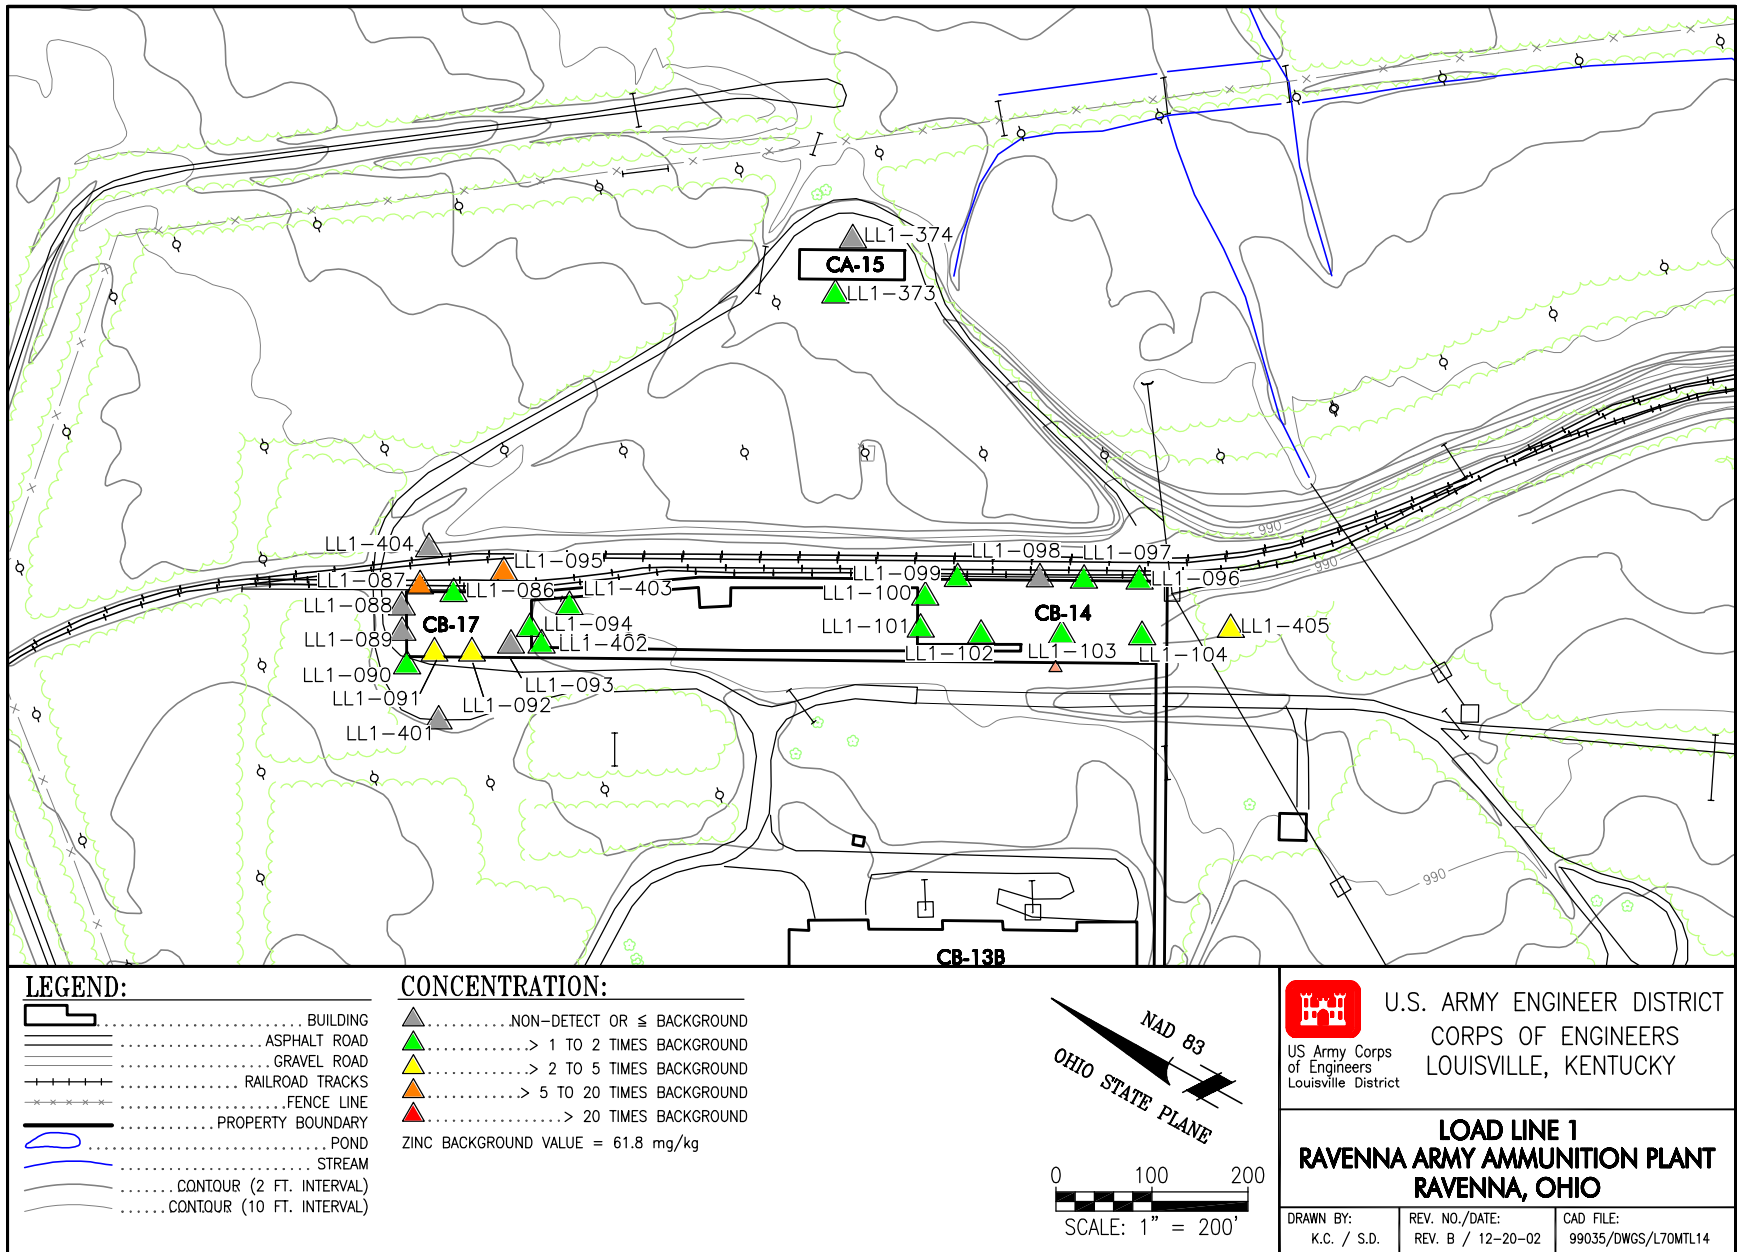 LL1-374
CA-15
LL1-373
990
990
LL1-404
LL1-095
LL1-098
LL1-097
LL1-087
LL1-086
LL1-403
LL1-099
LL1-096
LL1-088
LL1-100
CB-14
LL1-089
CB-17
LL1-094
LL1-101
LL1-405
LL1-402
LL1-102
LL1-103
LL1-104
LL1-090
LL1-093
LL1-091
LL1-092
LL1-401
990
CB-13B
LEGEND:
BUILDING
ASPHALT ROAD
GRAVEL ROAD
RAILROAD TRACKS
FENCE LINE
PROPERTY BOUNDARY
POND
STREAM
CONTOUR (2 FT. INTERVAL)
CONTOUR (10 FT. INTERVAL)
CONCENTRATION:
NON-DETECT OR ≤ BACKGROUND
> 1 TO 2 TIMES BACKGROUND
> 2 TO 5 TIMES BACKGROUND
> 5 TO 20 TIMES BACKGROUND
> 20 TIMES BACKGROUND
ZINC BACKGROUND VALUE = 61.8 mg/kg
NAD 83
OHIO STATE PLANE
0 100 200
SCALE: 1" = 200'
US Army Corps
of Engineers
Louisville District
U.S. ARMY ENGINEER DISTRICT
CORPS OF ENGINEERS
LOUISVILLE, KENTUCKY
LOAD LINE 1
RAVENNA ARMY AMMUNITION PLANT
RAVENNA, OHIO
DRAWN BY:
K.C. / S.D.
REV. NO./DATE:
REV. B / 12-20-02
CAD FILE:
99035/DWGS/L70MTL14